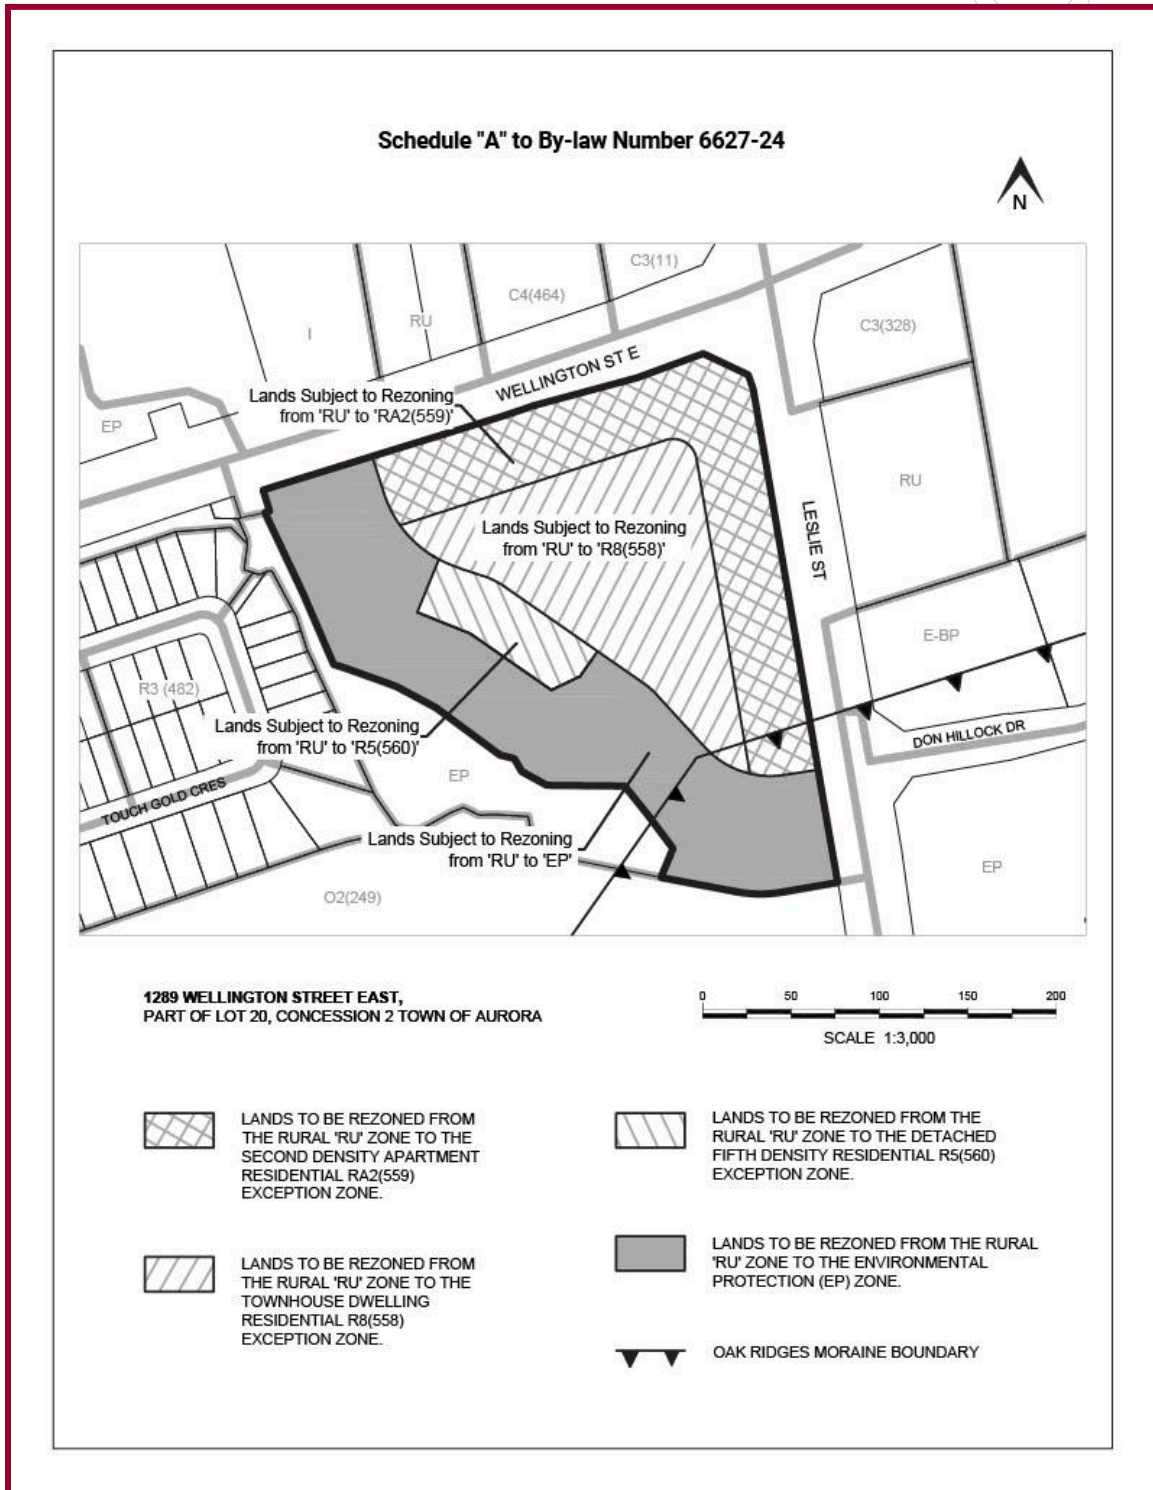 Schedule "A" to By-law Number 6627-24
N
C3(11)
C4(464)
I
RU
C3(328)
WELLINGTON ST E
Lands Subject to Rezoning
from 'RU' to 'RA2(559)'
EP
RU
LESLIE ST
Lands Subject to Rezoning
from 'RU' to 'R8(558)'
E-BP
R3 (482)
Lands Subject to Rezoning
from 'RU' to 'R5(560)'
DON HILLOCK DR
EP
TOUCH GOLD CRES
Lands Subject to Rezoning
from 'RU' to 'EP'
EP
O2(249)
1289 WELLINGTON STREET EAST,
PART OF LOT 20, CONCESSION 2 TOWN OF AURORA
0 50 100 150 200
SCALE 1:3,000
LANDS TO BE REZONED FROM
THE RURAL 'RU' ZONE TO THE
SECOND DENSITY APARTMENT
RESIDENTIAL RA2(559)
EXCEPTION ZONE.
LANDS TO BE REZONED FROM
THE RURAL 'RU' ZONE TO THE
TOWNHOUSE DWELLING
RESIDENTIAL R8(558)
EXCEPTION ZONE.
LANDS TO BE REZONED FROM THE
RURAL 'RU' ZONE TO THE DETACHED
FIFTH DENSITY RESIDENTIAL R5(560)
EXCEPTION ZONE.
LANDS TO BE REZONED FROM THE RURAL
'RU' ZONE TO THE ENVIRONMENTAL
PROTECTION (EP) ZONE.
OAK RIDGES MORAINE BOUNDARY